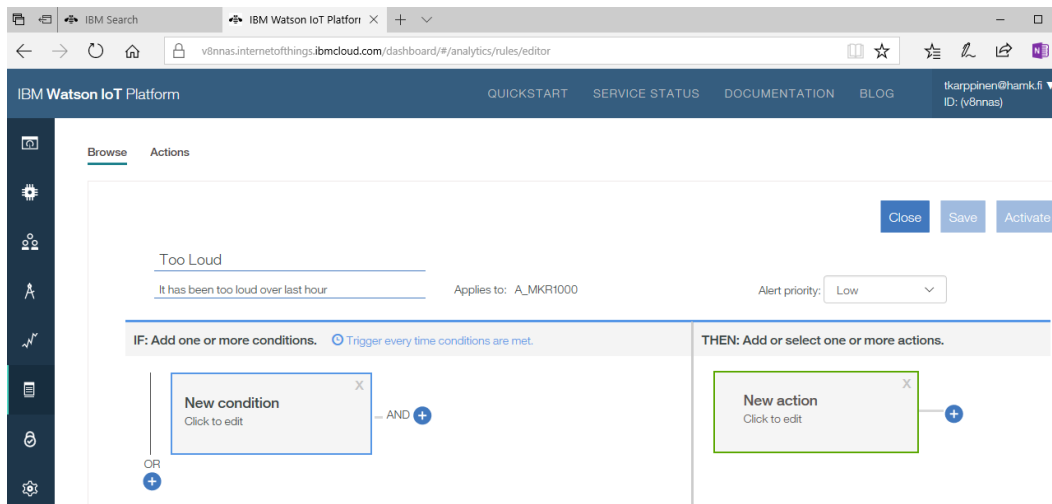 IBM Search
IBM Watson IoT Platforr
v8nnas.internetofthings.ibmcloud.com/dashboard/#/analytics/rules/editor
IBM Watson IoT Platform
QUICKSTART SERVICE STATUS DOCUMENTATION BLOG
tkarppinen@hamk.fi
ID: (v8nnas)
Browse Actions
Close Save Activate
Too Loud
It has been too loud over last hour
Applies to: A_MKR1000
Alert priority: Low
IF: Add one or more conditions. Trigger every time conditions are met.
THEN: Add or select one or more actions.
New condition
Click to edit
AND
OR
New action
Click to edit